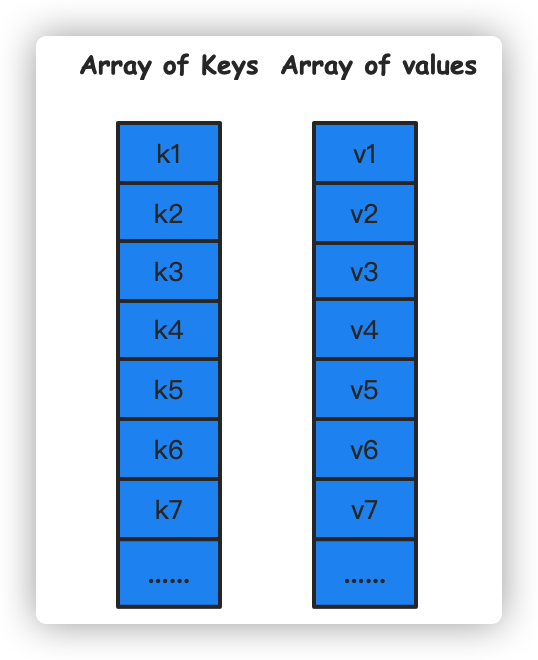 Array of Keys Array of values
k1 v1
k2 v2
k3 v3
k4 v4
k5 v5
k6 v6
k7 v7
...... ......